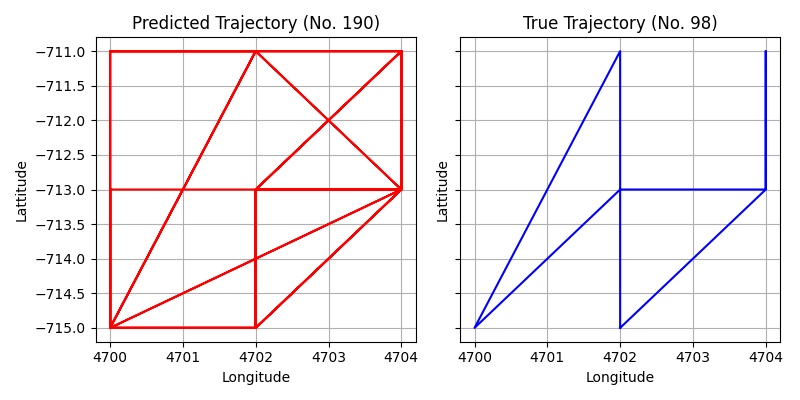 Predicted Trajectory (No. 190)
True Trajectory (No. 98)
Lattitude
−711.0
−711.5
−712.0
−712.5
−713.0
−713.5
−714.0
−714.5
−715.0
4700 4701 4702 4703 4704
Longitude
Lattitude
4700 4701 4702 4703 4704
Longitude